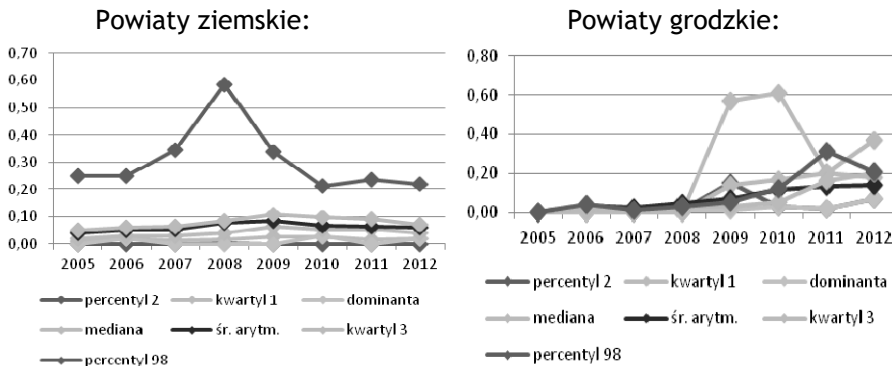 Powiaty ziemskie:
0,70
0,60
0,50
0,40
0,30
0,20
0,10
0,00
2005 2006 2007 2008 2009 2010 2011 2012
percentyl 2 kwartyl 1 dominanta
mediana śr. arytm. kwartyl 3
percentyl 98
Powiaty grodzkie:
0,80
0,60
0,40
0,20
0,00
2005 2006 2007 2008 2009 2010 2011 2012
percentyl 2 kwartyl 1 dominanta
mediana śr. arytm. kwartyl 3
percentyl 98